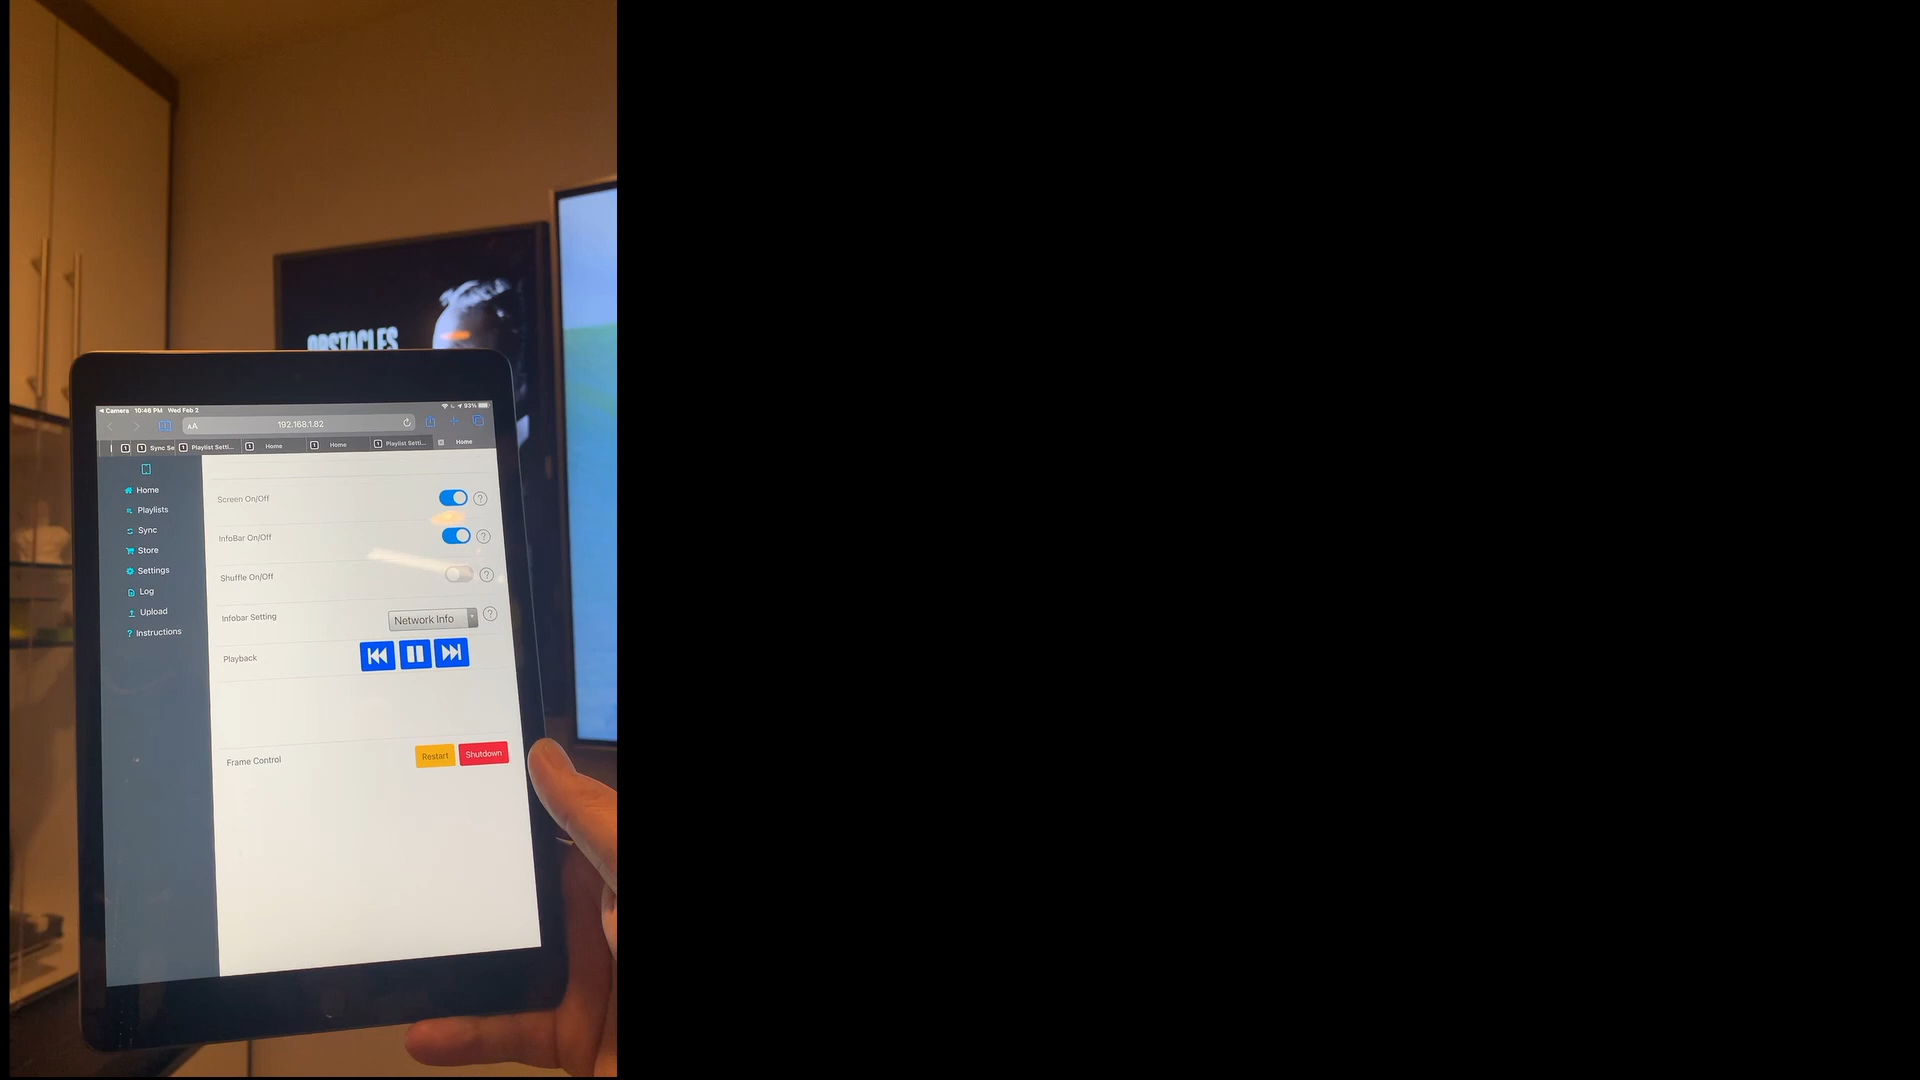 OBSTACLES
Camera 10:46 PM Wed Feb 2 93%
AA 192.168.1.82
Sync Se Playlist Setti... Home Home Playlist Setti... Home
Home
Playlists
Sync
Store
Settings
Log
Upload
? Instructions
Screen On/Off ?
InfoBar On/Off ?
Shuffle On/Off ?
Infobar Setting Network Info ?
Playback
Frame Control Restart Shutdown